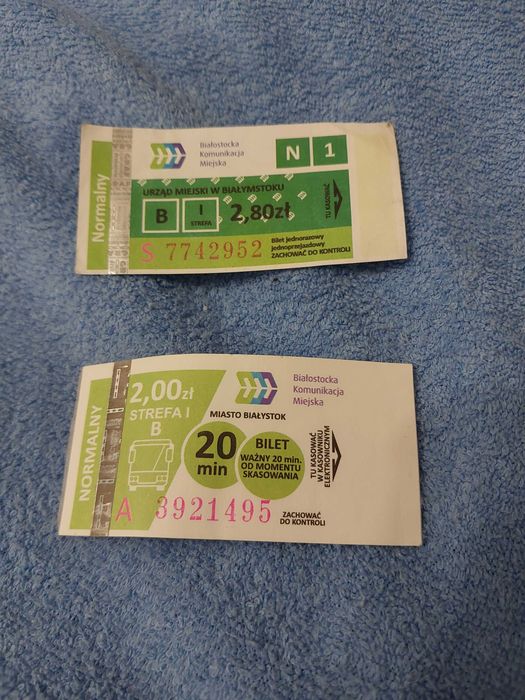 Normalny
Białostocka
Komunikacja
Miejska
N 1
URZĄD MIEJSKI W BIAŁYMSTOKU
B I
STREFA
2,80zł
TU KASOWAĆ
S 7742952
Bilet jednorazowy
jednoprzejazdowy
ZACHOWAĆ DO KONTROLI
NORMALNY
2,00zł
STREFA I
B
Białostocka
Komunikacja
Miejska
MIASTO BIAŁYSTOK
20
min
BILET
WAŻNY 20 min.
OD MOMENTU
SKASOWANIA
TU KASOWAĆ
W KASOWNIKU
ELEKTRONICZNYM
A 3921495
ZACHOWAĆ
DO KONTROLI